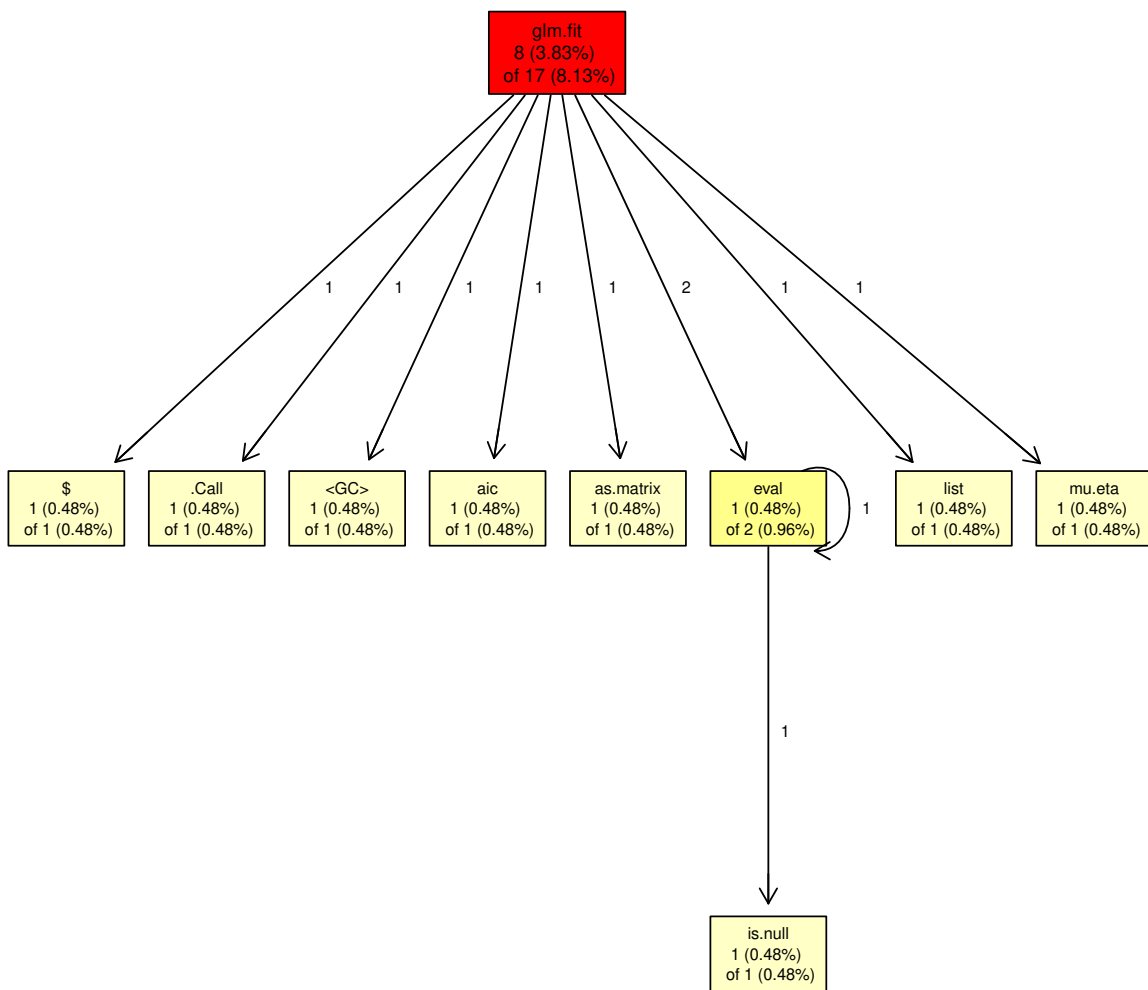 glm.fit
8 (3.83%)
of 17 (8.13%)
1
1
1
1
1
2
1
1
$
1 (0.48%)
of 1 (0.48%)
.Call
1 (0.48%)
of 1 (0.48%)
<GC>
1 (0.48%)
of 1 (0.48%)
aic
1 (0.48%)
of 1 (0.48%)
as.matrix
1 (0.48%)
of 1 (0.48%)
eval
1 (0.48%)
of 2 (0.96%)
1
list
1 (0.48%)
of 1 (0.48%)
mu.eta
1 (0.48%)
of 1 (0.48%)
1
is.null
1 (0.48%)
of 1 (0.48%)